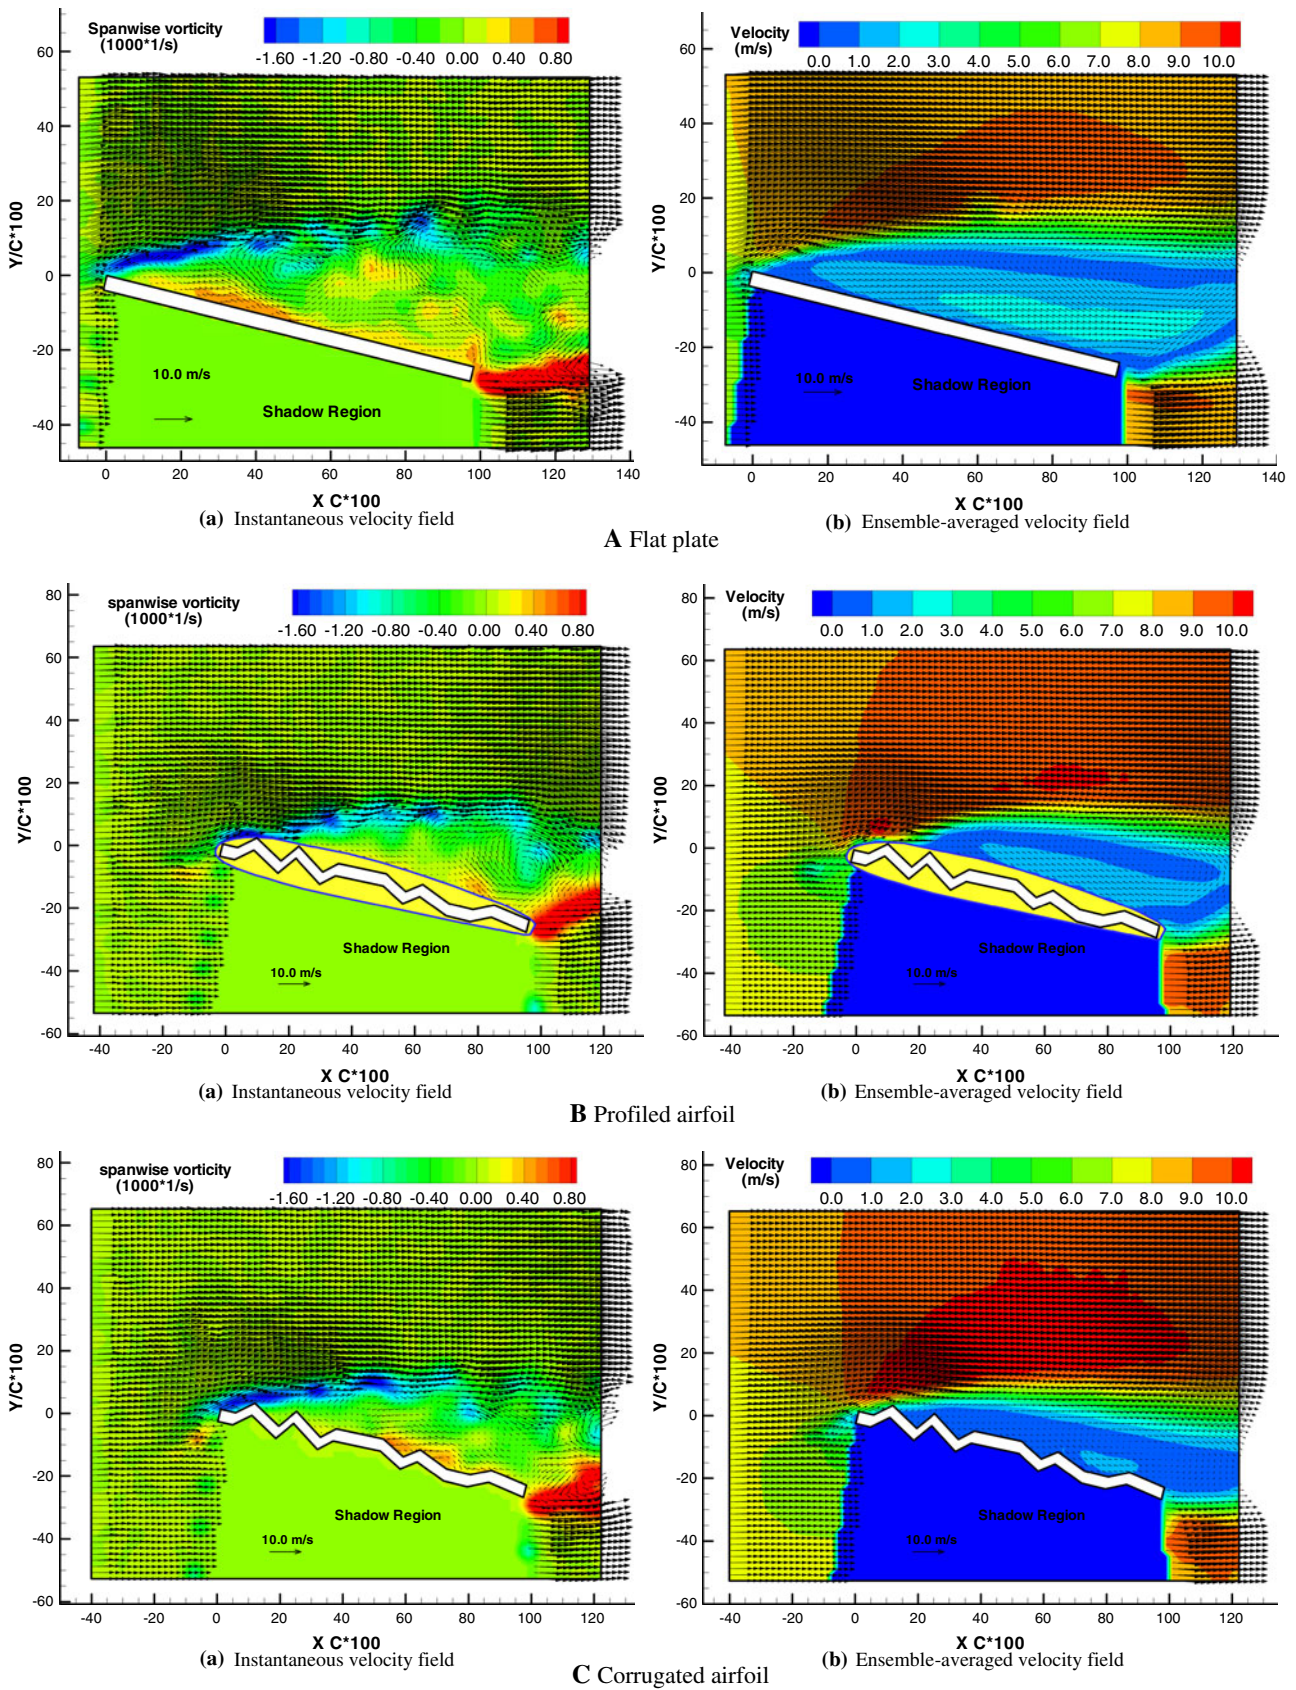 Spanwise vorticity
(1000*1/s)
-1.60 -1.20 -0.80 -0.40 0.00 0.40 0.80
60
40
20
0
-20
-40
Y/C*100
10.0 m/s
Shadow Region
0 20 40 60 80 100 120 140
X C*100
(a) Instantaneous velocity field
Velocity
(m/s)
0.0 1.0 2.0 3.0 4.0 5.0 6.0 7.0 8.0 9.0 10.0
60
40
20
0
-20
-40
Y/C*100
10.0 m/s
Shadow Region
0 20 40 60 80 100 120 140
X C*100
(b) Ensemble-averaged velocity field
A Flat plate
spanwise vorticity
(1000*1/s)
-1.60 -1.20 -0.80 -0.40 0.00 0.40 0.80
80
60
40
20
0
-20
-40
-60
Y/C*100
Shadow Region
10.0 m/s
-40 -20 0 20 40 60 80 100 120
X C*100
(a) Instantaneous velocity field
Velocity
(m/s)
0.0 1.0 2.0 3.0 4.0 5.0 6.0 7.0 8.0 9.0 10.0
80
60
40
20
0
-20
-40
-60
Y/C*100
Shadow Region
10.0 m/s
-40 -20 0 20 40 60 80 100 120
X C*100
(b) Ensemble-averaged velocity field
B Profiled airfoil
spanwise vorticity
(1000*1/s)
-1.60 -1.20 -0.80 -0.40 0.00 0.40 0.80
80
60
40
20
0
-20
-40
-60
Y/C*100
Shadow Region
10.0 m/s
-40 -20 0 20 40 60 80 100 120
X C*100
(a) Instantaneous velocity field
Velocity
(m/s)
0.0 1.0 2.0 3.0 4.0 5.0 6.0 7.0 8.0 9.0 10.0
80
60
40
20
0
-20
-40
-60
Y/C*100
Shadow Region
10.0 m/s
-40 -20 0 20 40 60 80 100 120
X C*100
(b) Ensemble-averaged velocity field
C Corrugated airfoil